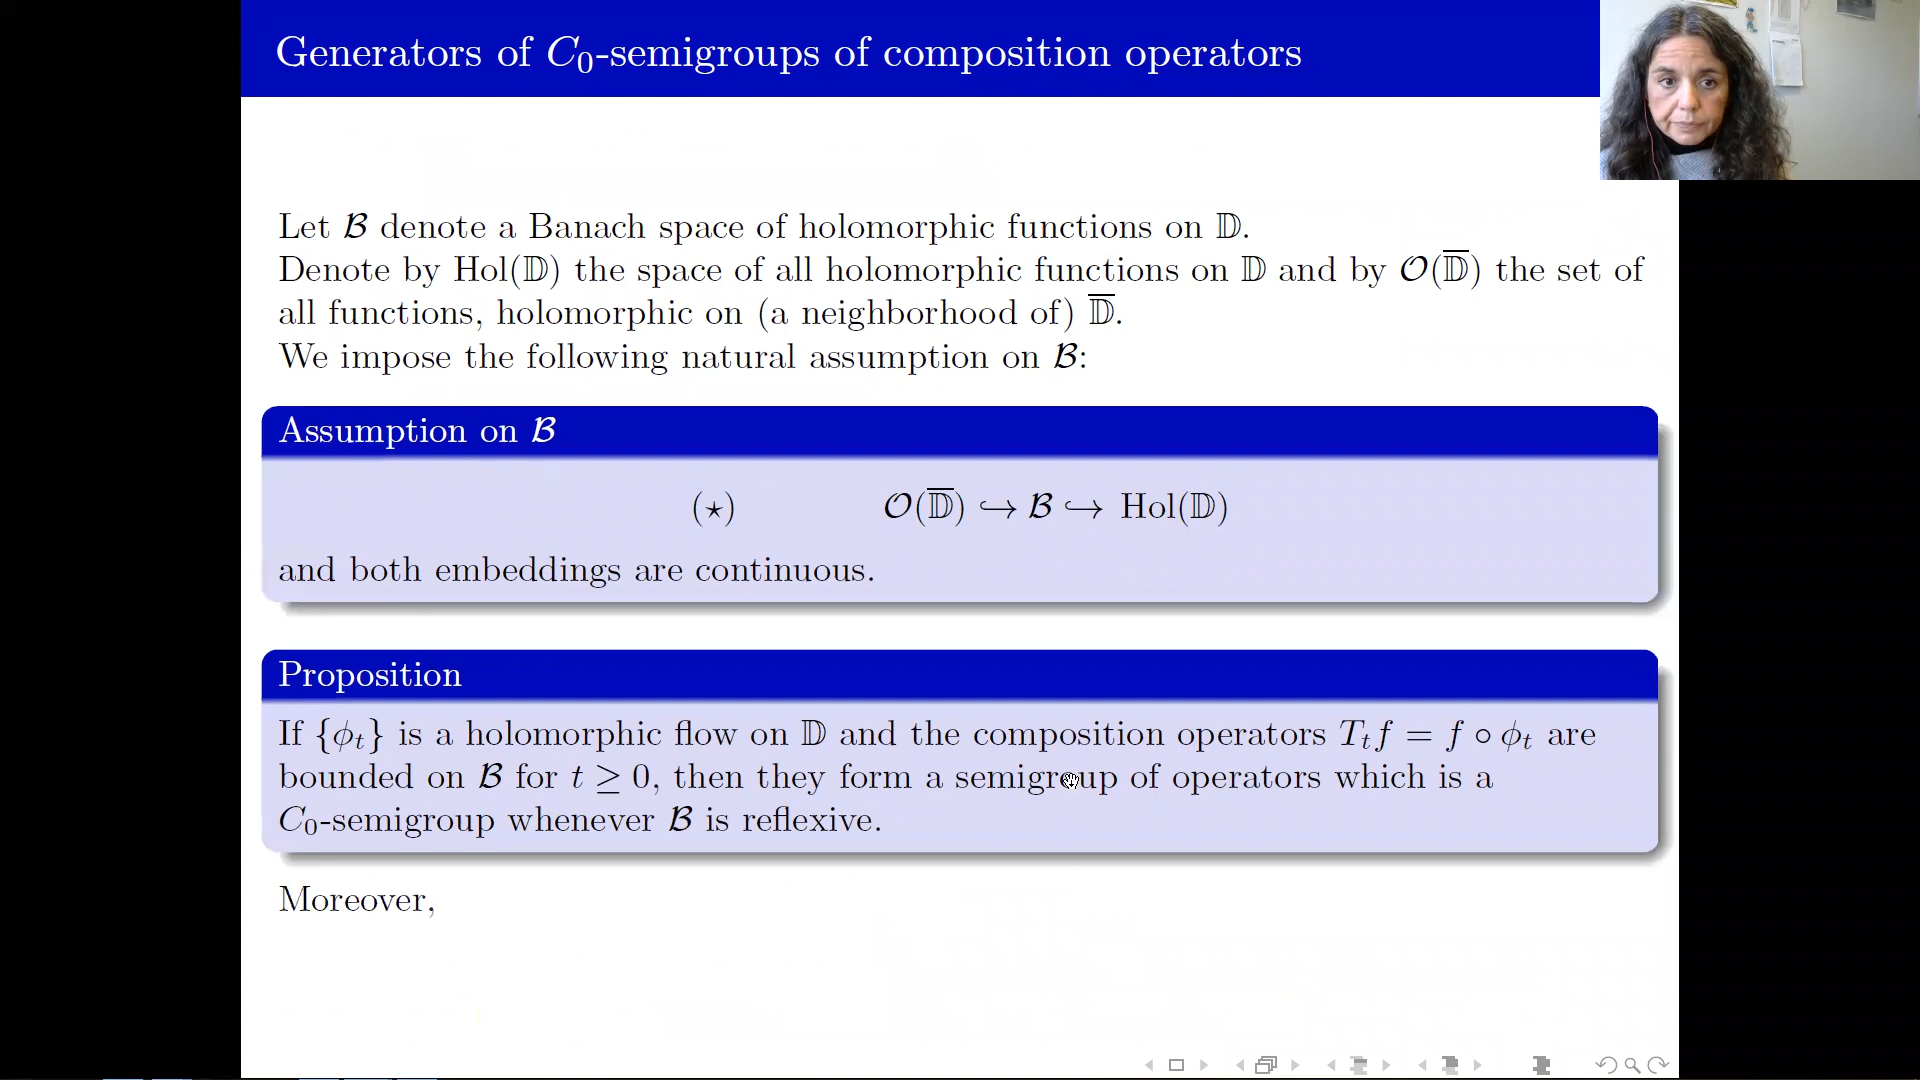 Generators of C₀-semigroups of composition operators
Let 𝓑 denote a Banach space of holomorphic functions on 𝔻.
Denote by Hol(𝔻) the space of all holomorphic functions on 𝔻 and by 𝒪(𝔻̅) the set of
all functions, holomorphic on (a neighborhood of) 𝔻̅.
We impose the following natural assumption on 𝓑:
Assumption on 𝓑
(⋆) 𝒪(𝔻̅) ↪ 𝓑 ↪ Hol(𝔻)
and both embeddings are continuous.
Proposition
If {ϕₜ} is a holomorphic flow on 𝔻 and the composition operators Tₜf = f ∘ ϕₜ are
bounded on 𝓑 for t ≥ 0, then they form a semigroup of operators which is a
C₀-semigroup whenever 𝓑 is reflexive.
Moreover,